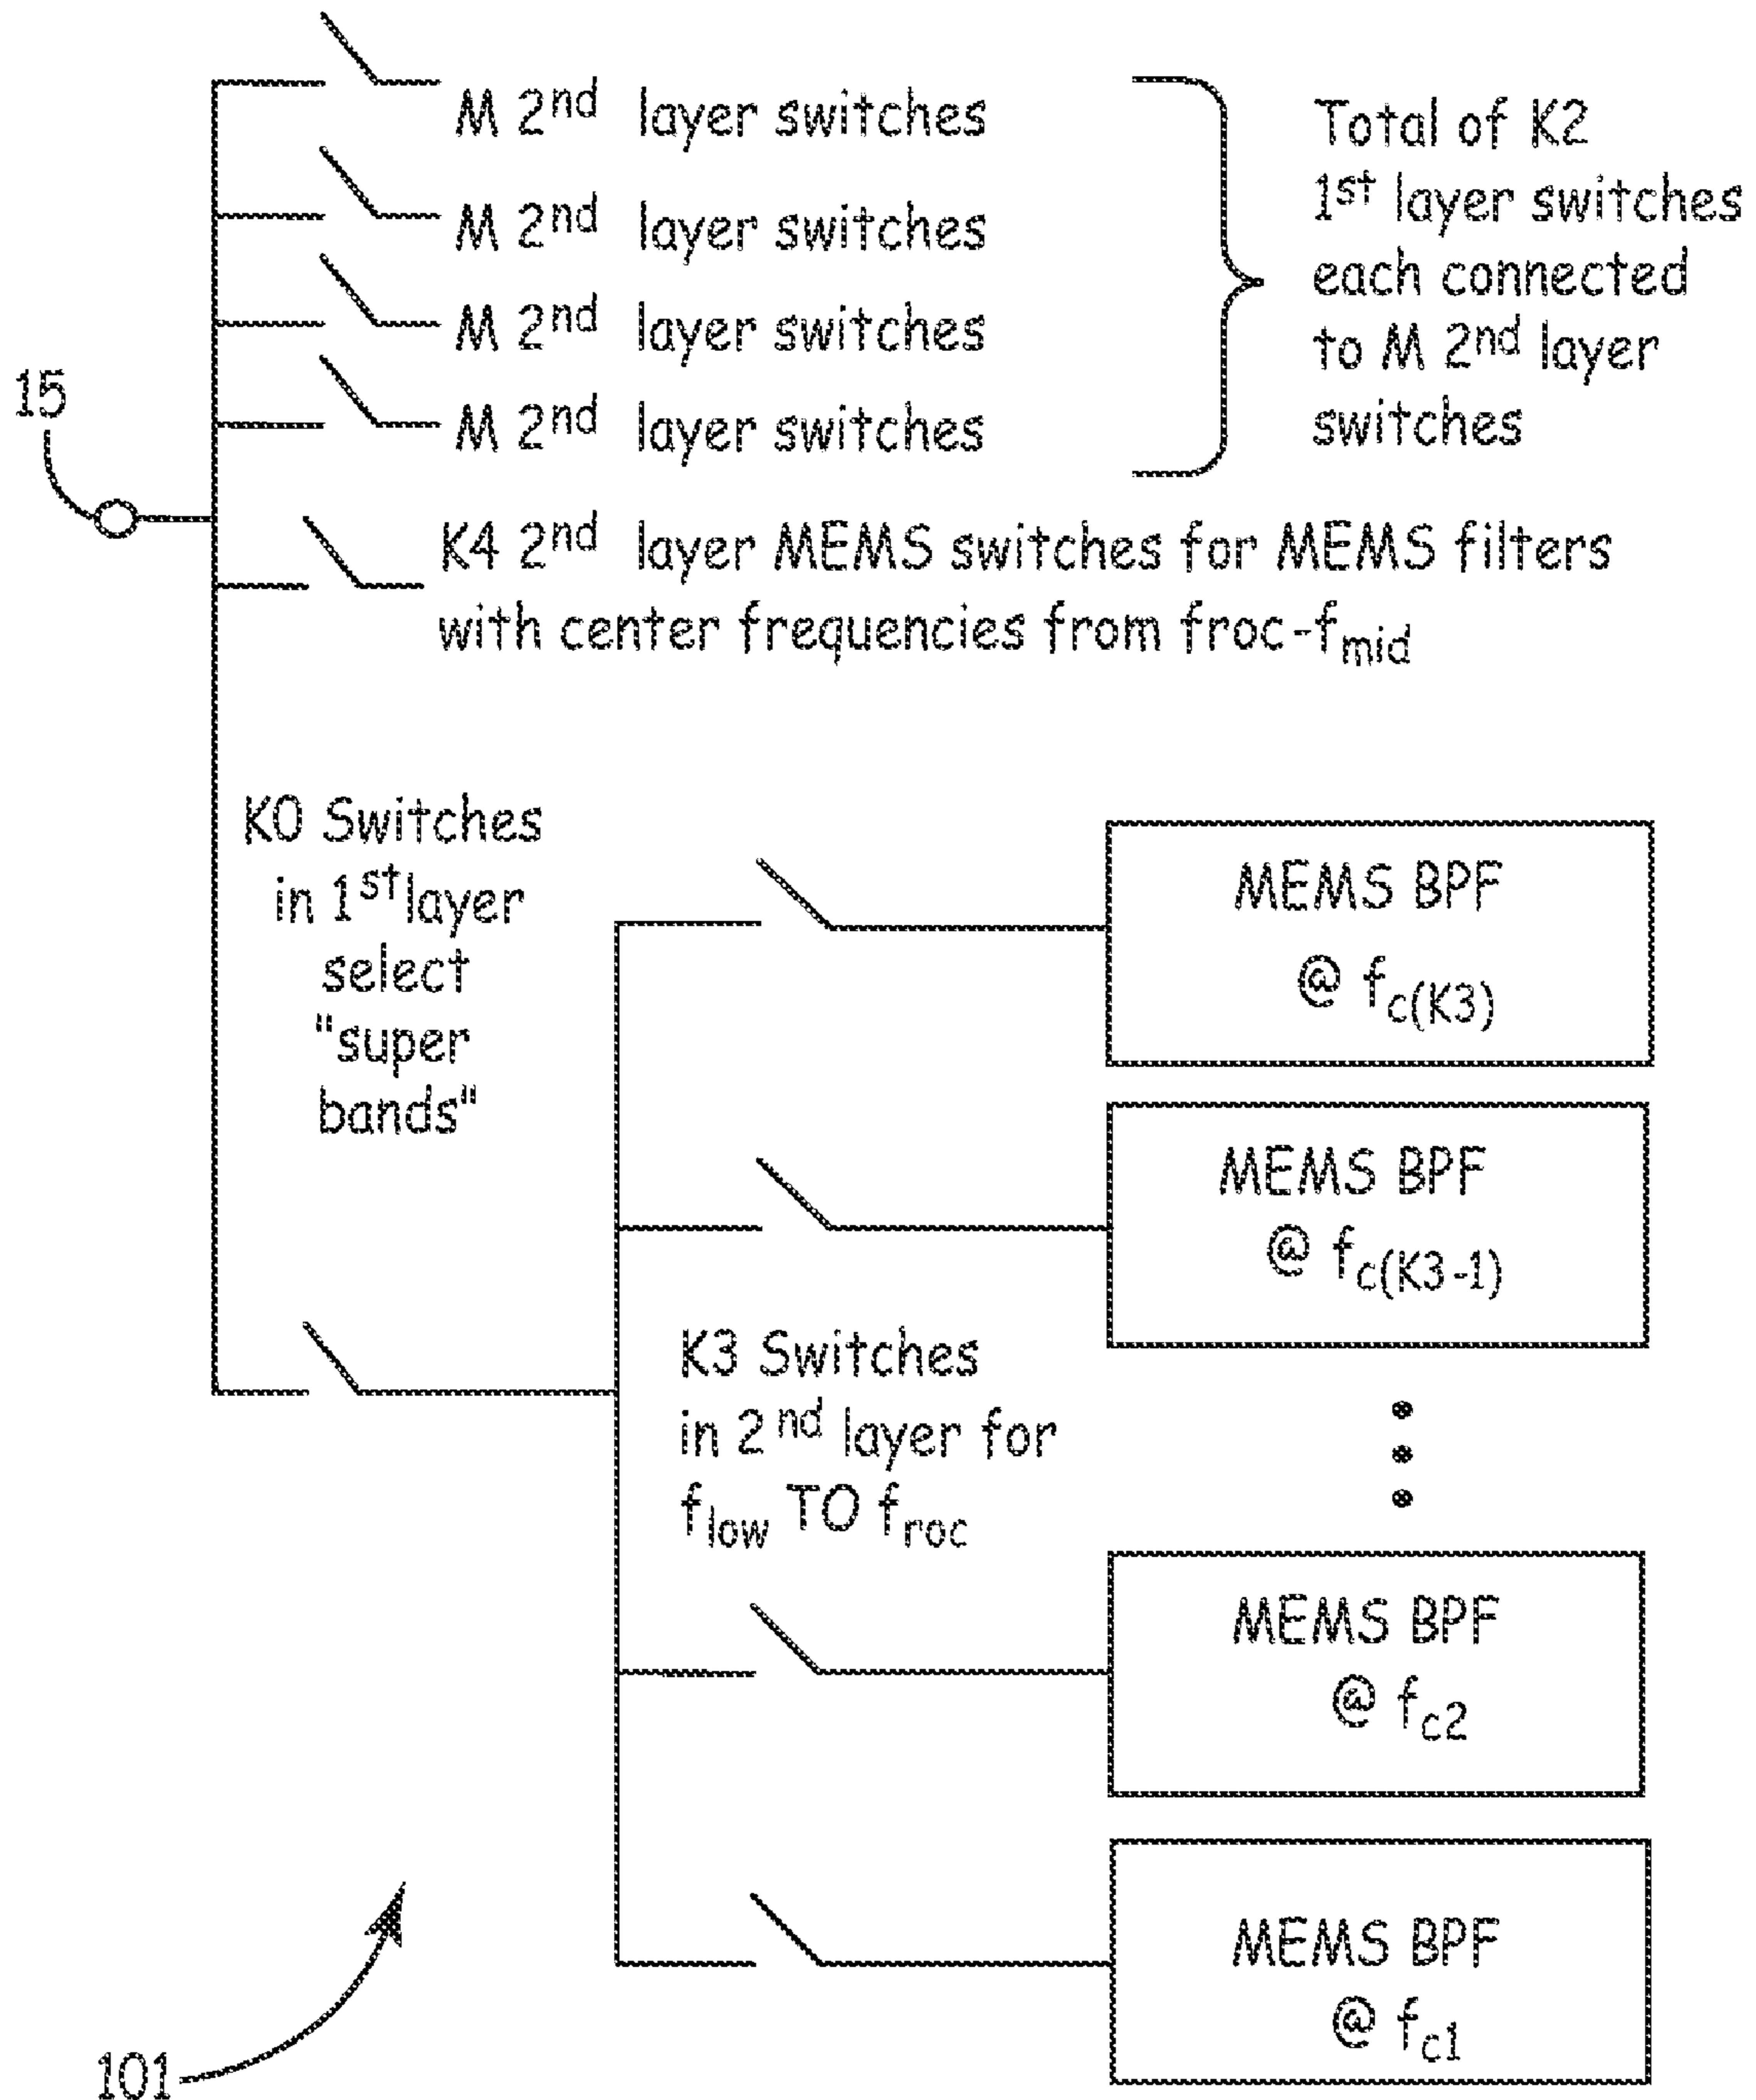 M 2nd layer switches
M 2nd layer switches
M 2nd layer switches
M 2nd layer switches
Total of K2
1st layer switches
each connected
to M 2nd layer
switches
15
K4 2nd layer MEMS switches for MEMS filters
with center frequencies from froc-fmid
K0 Switches
in 1st layer
select
"super
bands"
MEMS BPF
@ fc(K3)
MEMS BPF
@ fc(K3-1)
K3 Switches
in 2nd layer for
flow TO froc
MEMS BPF
@ fc2
MEMS BPF
@ fc1
101